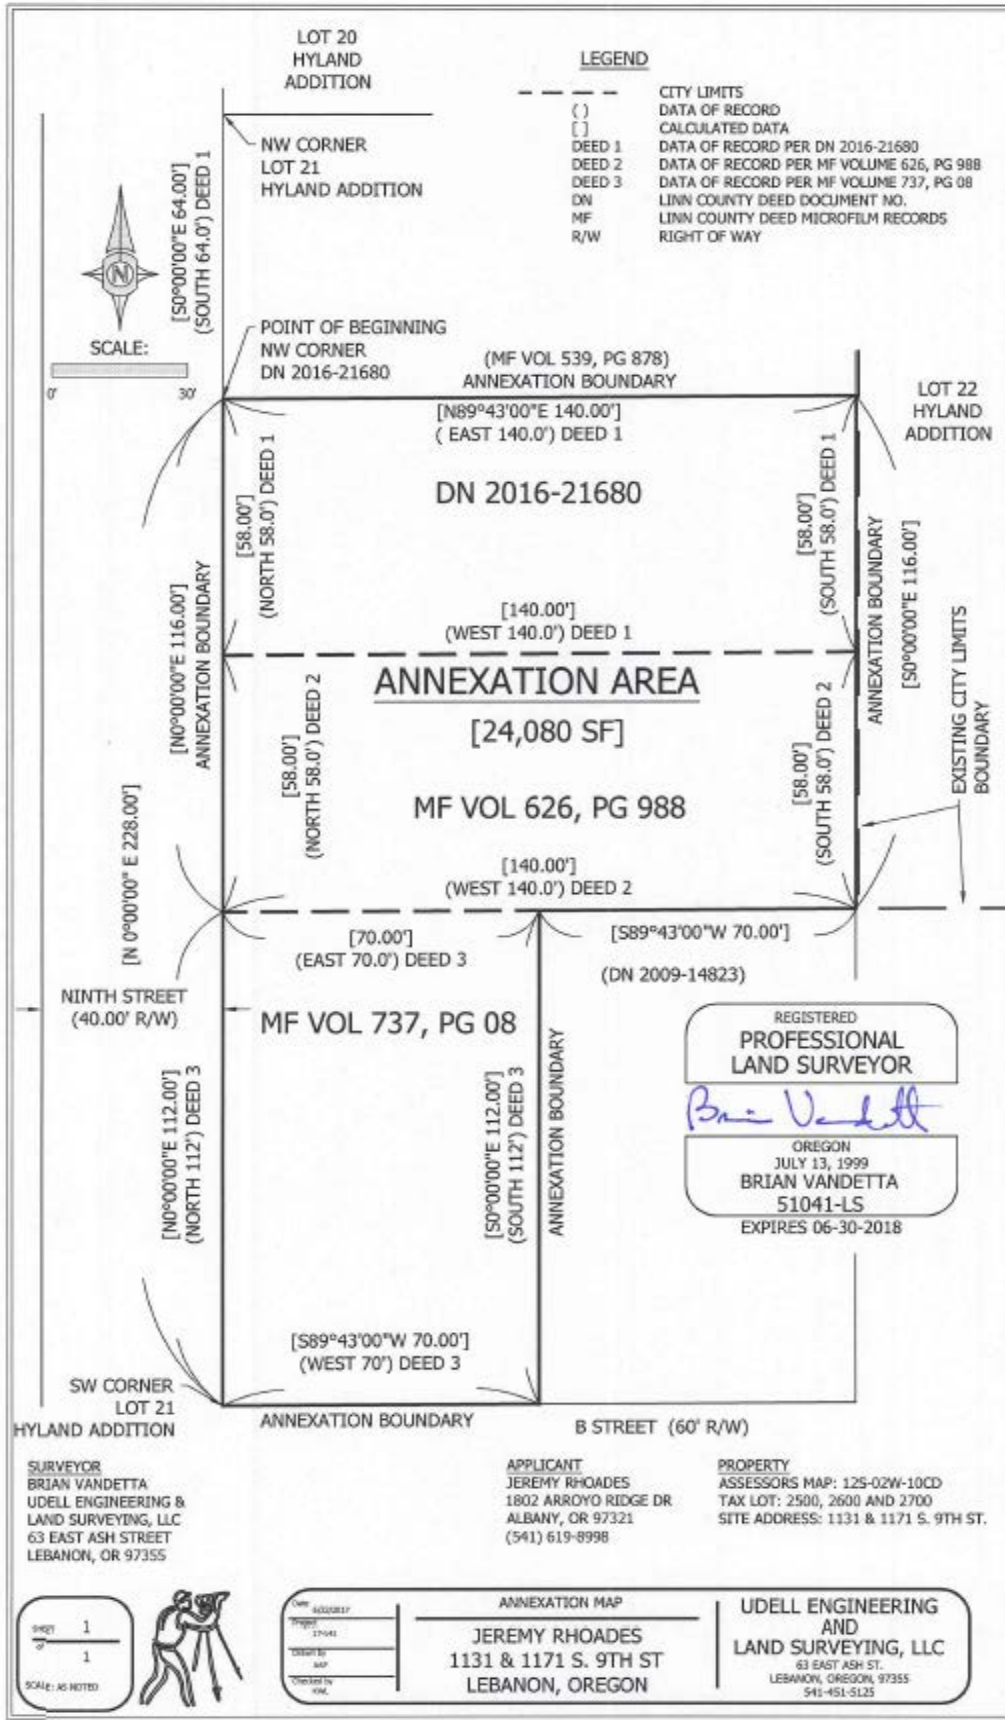 LOT 20
HYLAND
ADDITION
LEGEND
CITY LIMITS
( ) DATA OF RECORD
[ ] CALCULATED DATA
DEED 1 DATA OF RECORD PER DN 2016-21680
DEED 2 DATA OF RECORD PER MF VOLUME 626, PG 988
DEED 3 DATA OF RECORD PER MF VOLUME 737, PG 08
DN LINN COUNTY DEED DOCUMENT NO.
MF LINN COUNTY DEED MICROFILM RECORDS
R/W RIGHT OF WAY
NW CORNER
LOT 21
HYLAND ADDITION
[S0°00'00"E 64.00']
(SOUTH 64.0') DEED 1
N
SCALE:
0' 30'
POINT OF BEGINNING
NW CORNER
DN 2016-21680
(MF VOL 539, PG 878)
ANNEXATION BOUNDARY
[N89°43'00"E 140.00']
( EAST 140.0') DEED 1
LOT 22
HYLAND
ADDITION
DN 2016-21680
[58.00']
(NORTH 58.0') DEED 1
[58.00']
(SOUTH 58.0') DEED 1
ANNEXATION BOUNDARY
[S0°00'00"E 116.00']
[N0°00'00"E 116.00']
ANNEXATION BOUNDARY
[140.00']
(WEST 140.0') DEED 1
ANNEXATION AREA
[24,080 SF]
[58.00']
(NORTH 58.0') DEED 2
[58.00']
(SOUTH 58.0') DEED 2
EXISTING CITY LIMITS
BOUNDARY
MF VOL 626, PG 988
[140.00']
(WEST 140.0') DEED 2
[N 0°00'00" E 228.00']
[70.00']
(EAST 70.0') DEED 3
[S89°43'00"W 70.00']
(DN 2009-14823)
NINTH STREET
(40.00' R/W)
MF VOL 737, PG 08
[N0°00'00"E 112.00']
(NORTH 112') DEED 3
[S0°00'00"E 112.00']
(SOUTH 112') DEED 3
ANNEXATION BOUNDARY
REGISTERED
PROFESSIONAL
LAND SURVEYOR
Brian Vandetta
OREGON
JULY 13, 1999
BRIAN VANDETTA
51041-LS
EXPIRES 06-30-2018
[S89°43'00"W 70.00']
(WEST 70') DEED 3
SW CORNER
LOT 21
HYLAND ADDITION
ANNEXATION BOUNDARY
B STREET (60' R/W)
SURVEYOR
BRIAN VANDETTA
UDELL ENGINEERING &
LAND SURVEYING, LLC
63 EAST ASH STREET
LEBANON, OR 97355
APPLICANT
JEREMY RHOADES
1802 ARROYO RIDGE DR
ALBANY, OR 97321
(541) 619-8998
PROPERTY
ASSESSORS MAP: 12S-02W-10CD
TAX LOT: 2500, 2600 AND 2700
SITE ADDRESS: 1131 & 1171 S. 9TH ST.
SHEET 1
of 1
SCALE: AS NOTED
Date:
Project:
Drawn by
Checked by
ANNEXATION MAP
JEREMY RHOADES
1131 & 1171 S. 9TH ST
LEBANON, OREGON
UDELL ENGINEERING
AND
LAND SURVEYING, LLC
63 EAST ASH ST.
LEBANON, OREGON, 97355
541-451-5125